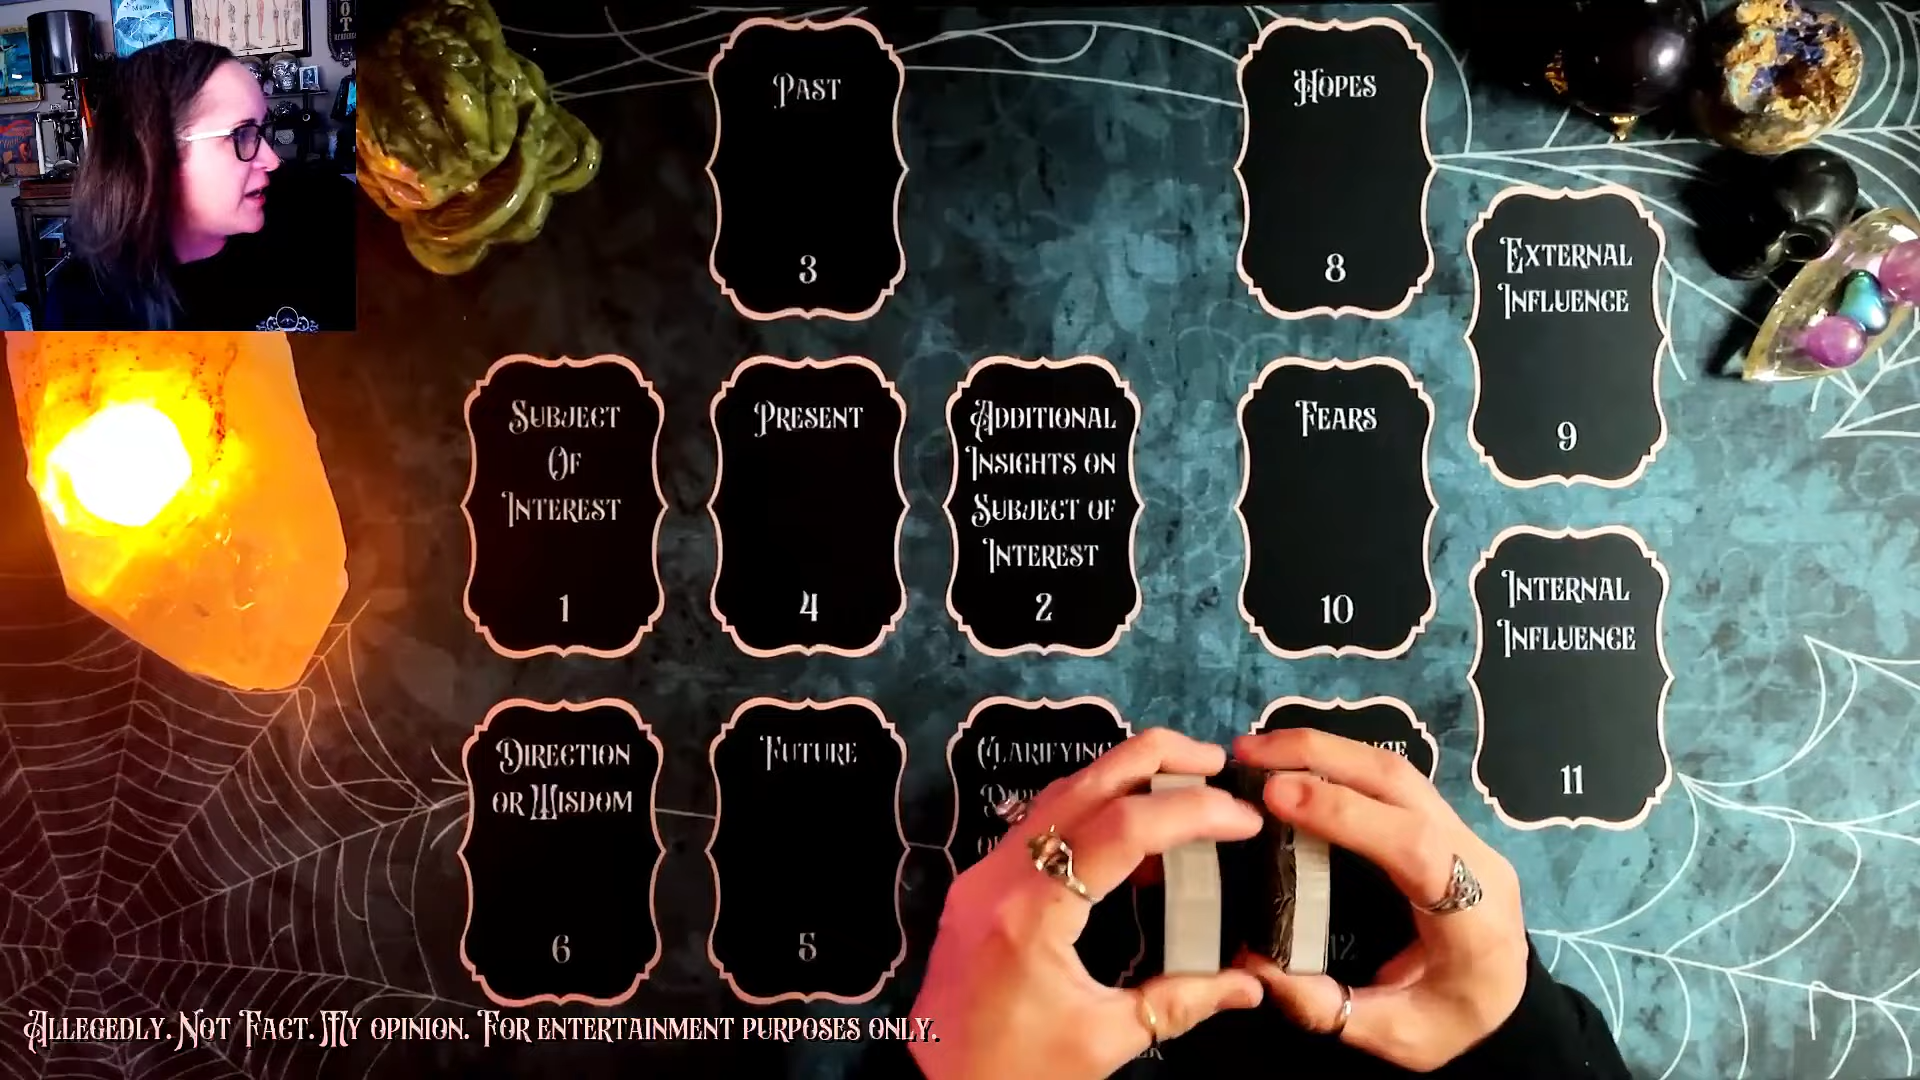 Past
3
Hopes
8
External
Influence
9
Subject
Of
Interest
1
Present
4
Additional
Insights on
Subject of
Interest
2
Fears
10
Internal
Influence
11
Direction
or Wisdom
6
Future
5
Clarifying
12
Allegedly. Not Fact. My opinion. For entertainment purposes only.